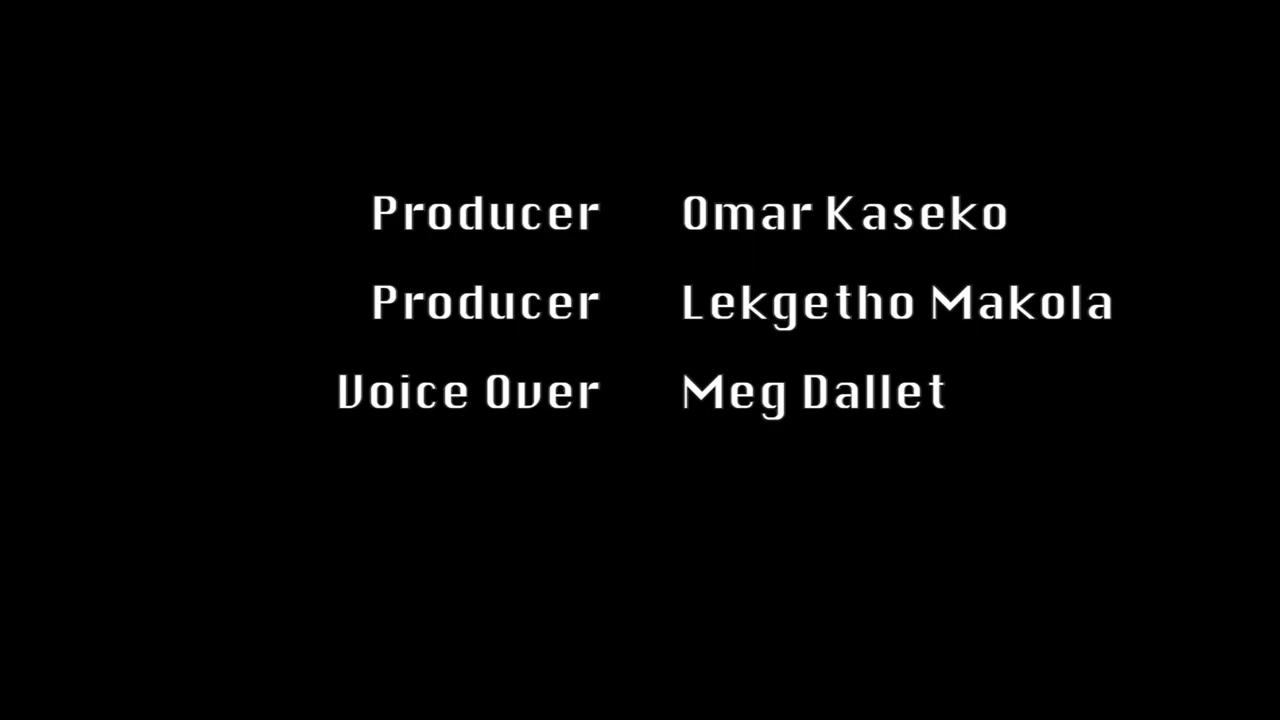 Producer Omar Kaseko
Producer Lekgetho Makola
Voice Over Meg Dallet